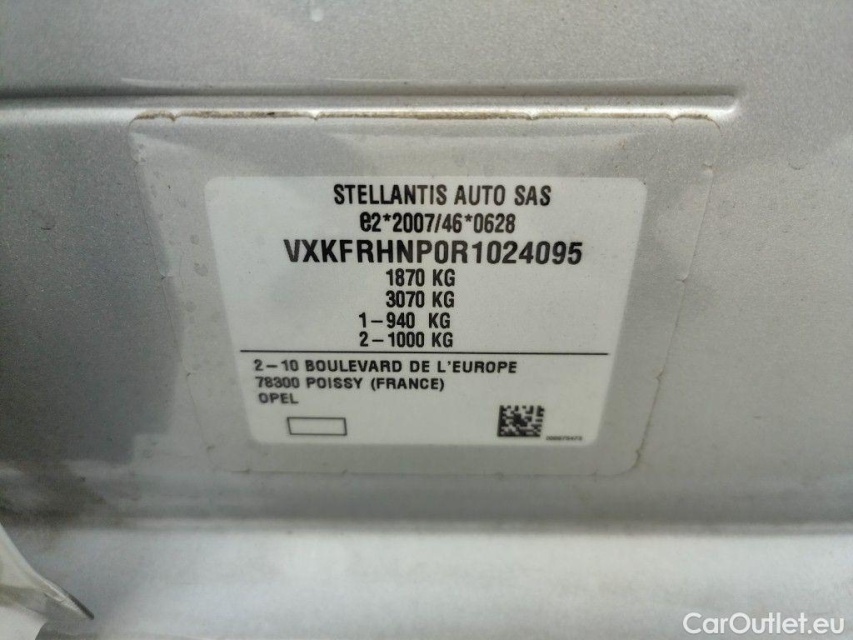 STELLANTIS AUTO SAS
e2*2007/46*0628
VXKFRHNP0R1024095
1870 KG
3070 KG
1-940 KG
2-1000 KG
2-10 BOULEVARD DE L'EUROPE
78300 POISSY (FRANCE)
OPEL
CarOutlet.eu